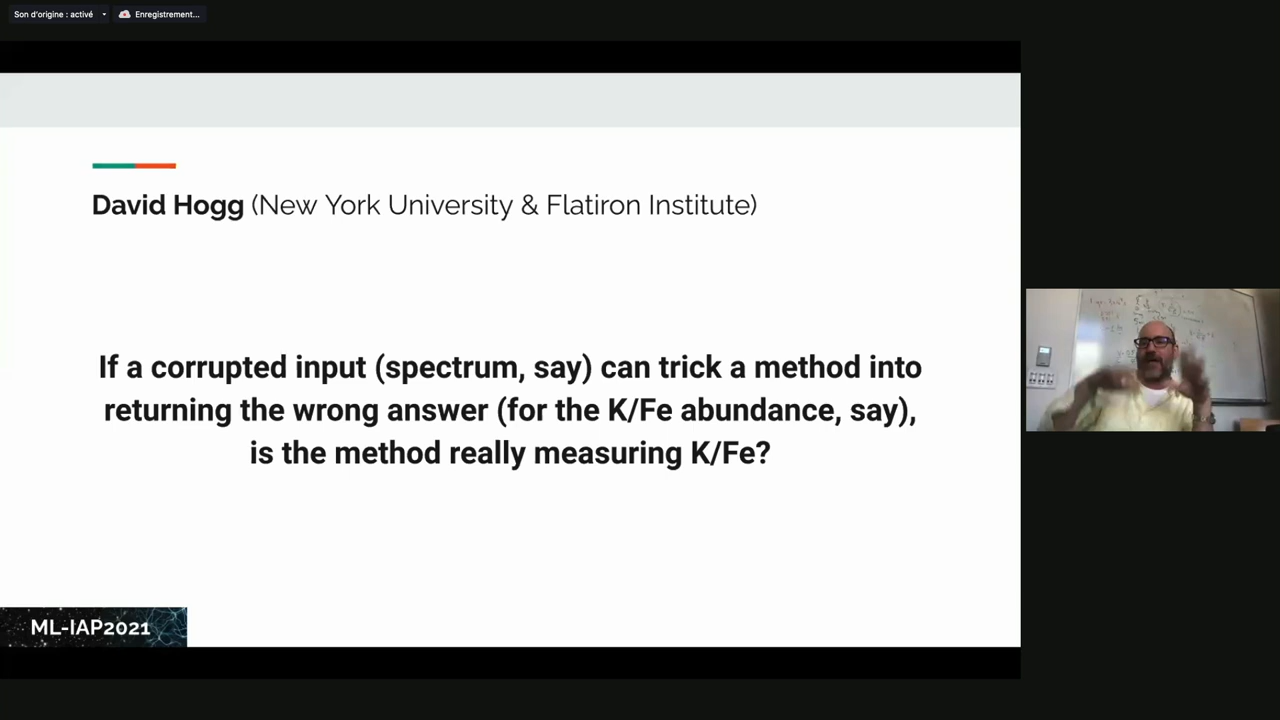 Son d'origine : activé
Enregistrement...
David Hogg (New York University & Flatiron Institute)
If a corrupted input (spectrum, say) can trick a method into
returning the wrong answer (for the K/Fe abundance, say),
is the method really measuring K/Fe?
ML-IAP2021